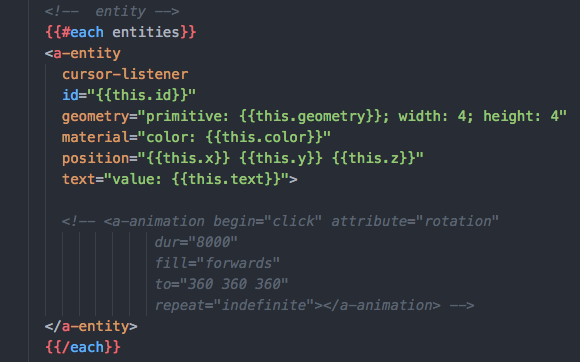 <!--  entity -->
{{#each entities}}
<a-entity
cursor-listener
id="{{this.id}}"
geometry="primitive: {{this.geometry}}; width: 4; height: 4"
material="color: {{this.color}}"
position="{{this.x}} {{this.y}} {{this.z}}"
text="value: {{this.text}}">
<!-- <a-animation begin="click" attribute="rotation"
dur="8000"
fill="forwards"
to="360 360 360"
repeat="indefinite"></a-animation> -->
</a-entity>
{{/each}}